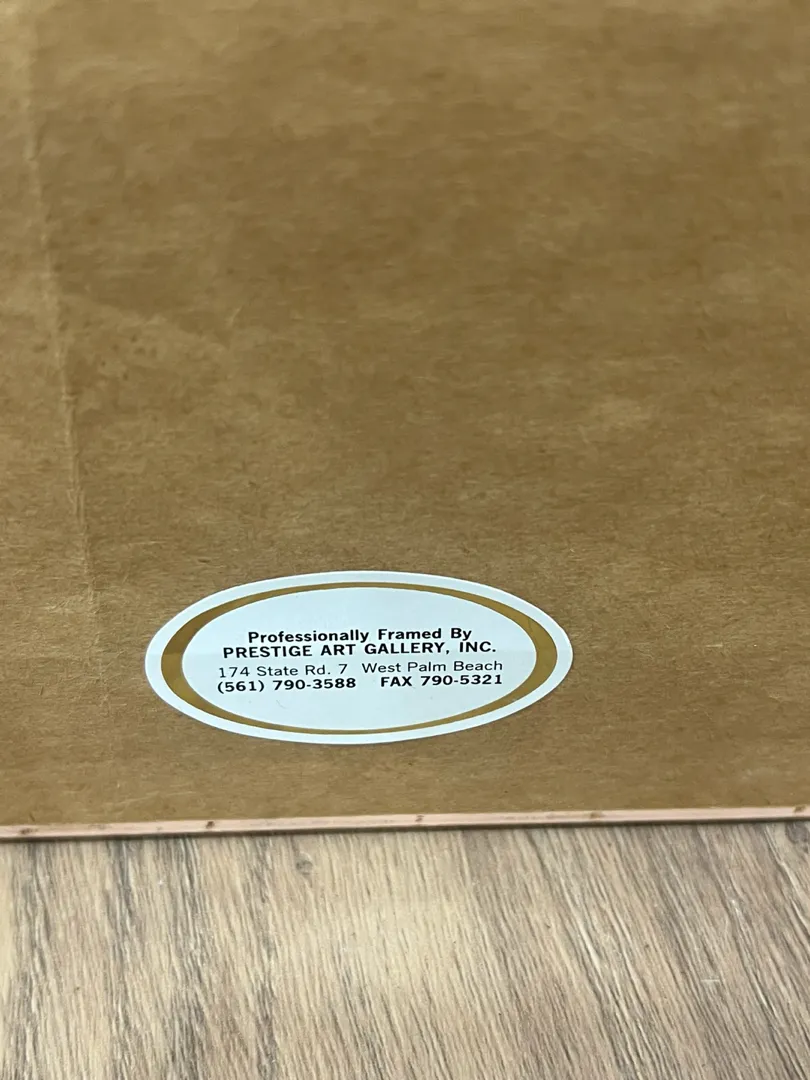 Professionally Framed By
PRESTIGE ART GALLERY, INC.
174 State Rd. 7 West Palm Beach
(561) 790-3588 FAX 790-5321